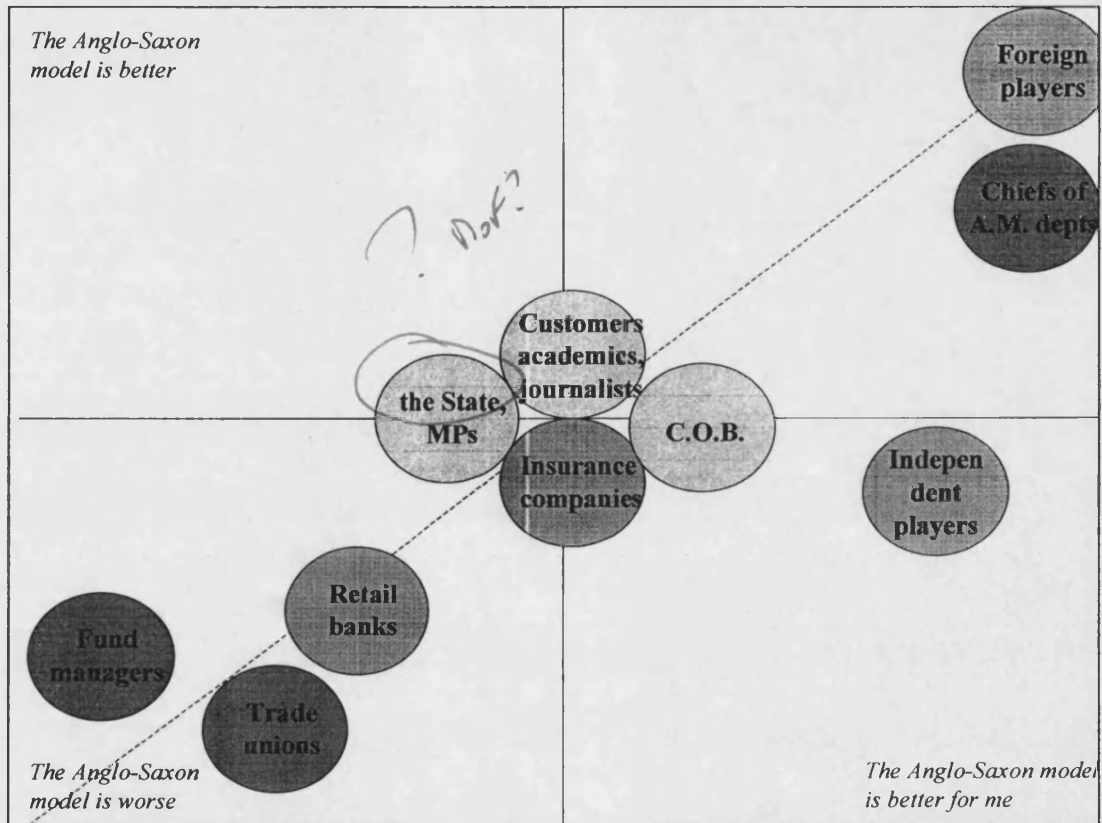 The Anglo-Saxon
model is better
Foreign
players
Chiefs of
A.M. depts
? not?
Customers
academics,
journalists
the State,
MPs
C.O.B.
Insurance
companies
Indepen
dent
players
Retail
banks
Fund
managers
Trade
unions
The Anglo-Saxon
model is worse
The Anglo-Saxon model
is better for me